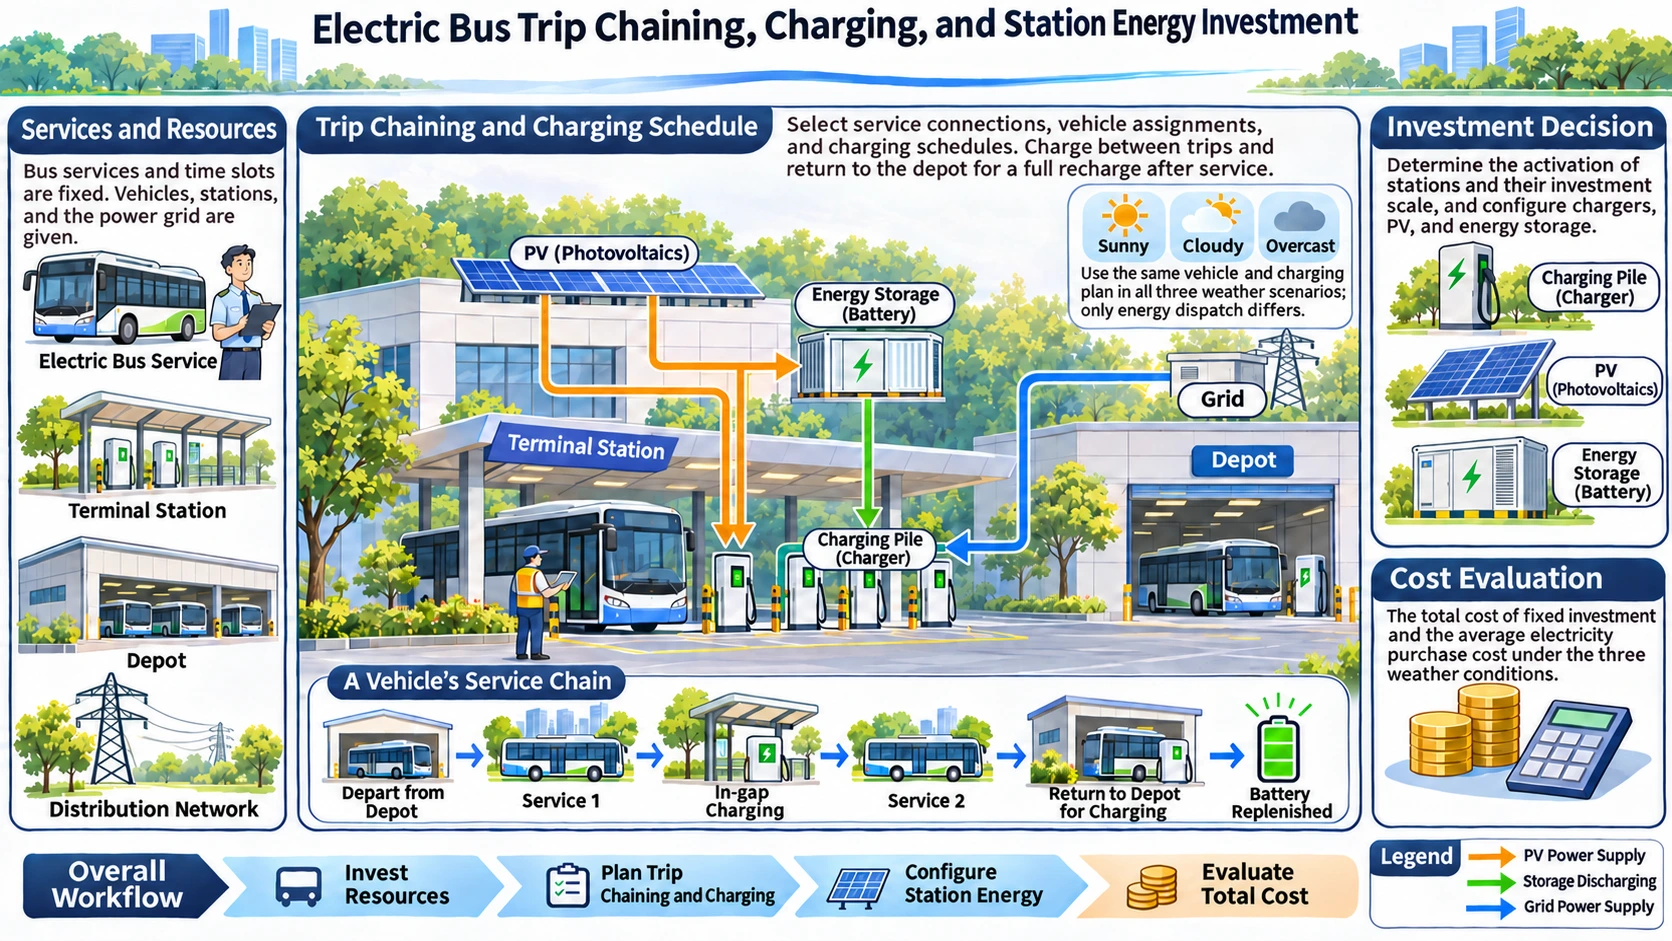 Electric Bus Trip Chaining, Charging, and Station Energy Investment
Services and Resources
Bus services and time slots
are fixed. Vehicles, stations,
and the power grid are
given.
Electric Bus Service
Terminal Station
Depot
Distribution Network
Trip Chaining and Charging Schedule
Select service connections, vehicle assignments,
and charging schedules. Charge between trips and
return to the depot for a full recharge after service.
Sunny
Cloudy
Overcast
Use the same vehicle and charging
plan in all three weather scenarios;
only energy dispatch differs.
PV (Photovoltaics)
Energy Storage
(Battery)
Grid
Terminal Station
Depot
Charging Pile
(Charger)
A Vehicle's Service Chain
Depart from
Depot
Service 1
In-gap
Charging
Service 2
Return to Depot
for Charging
Battery
Replenished
Investment Decision
Determine the activation of
stations and their investment
scale, and configure chargers,
PV, and energy storage.
Charging Pile
(Charger)
PV
(Photovoltaics)
Energy
Storage
(Battery)
Cost Evaluation
The total cost of fixed investment
and the average electricity
purchase cost under the three
weather conditions.
Overall
Workflow
Invest
Resources
Plan Trip
Chaining and Charging
Configure
Station Energy
Evaluate
Total Cost
Legend
PV Power Supply
Storage Discharging
Grid Power Supply